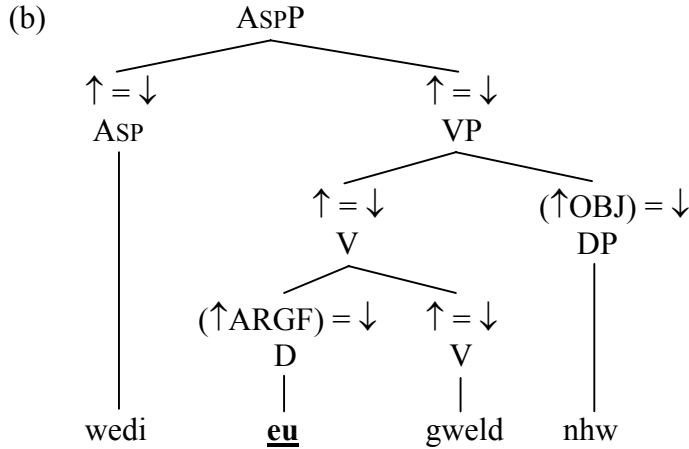 (b) AspP
↑ = ↓ ↑ = ↓
Asp VP
↑ = ↓ (↑OBJ) = ↓
V DP
(↑ARGF) = ↓ ↑ = ↓
D V
wedi eu gweld nhw